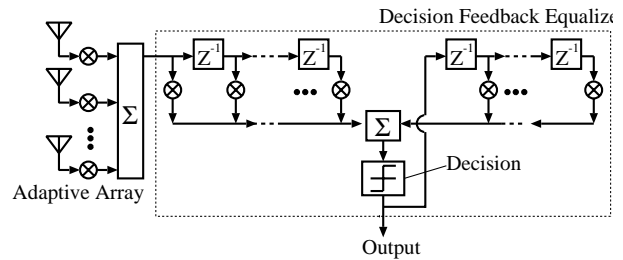 Decision Feedback Equalize
Z-1
Z-1
Z-1
Z-1
Σ
Σ
Decision
Adaptive Array
Output